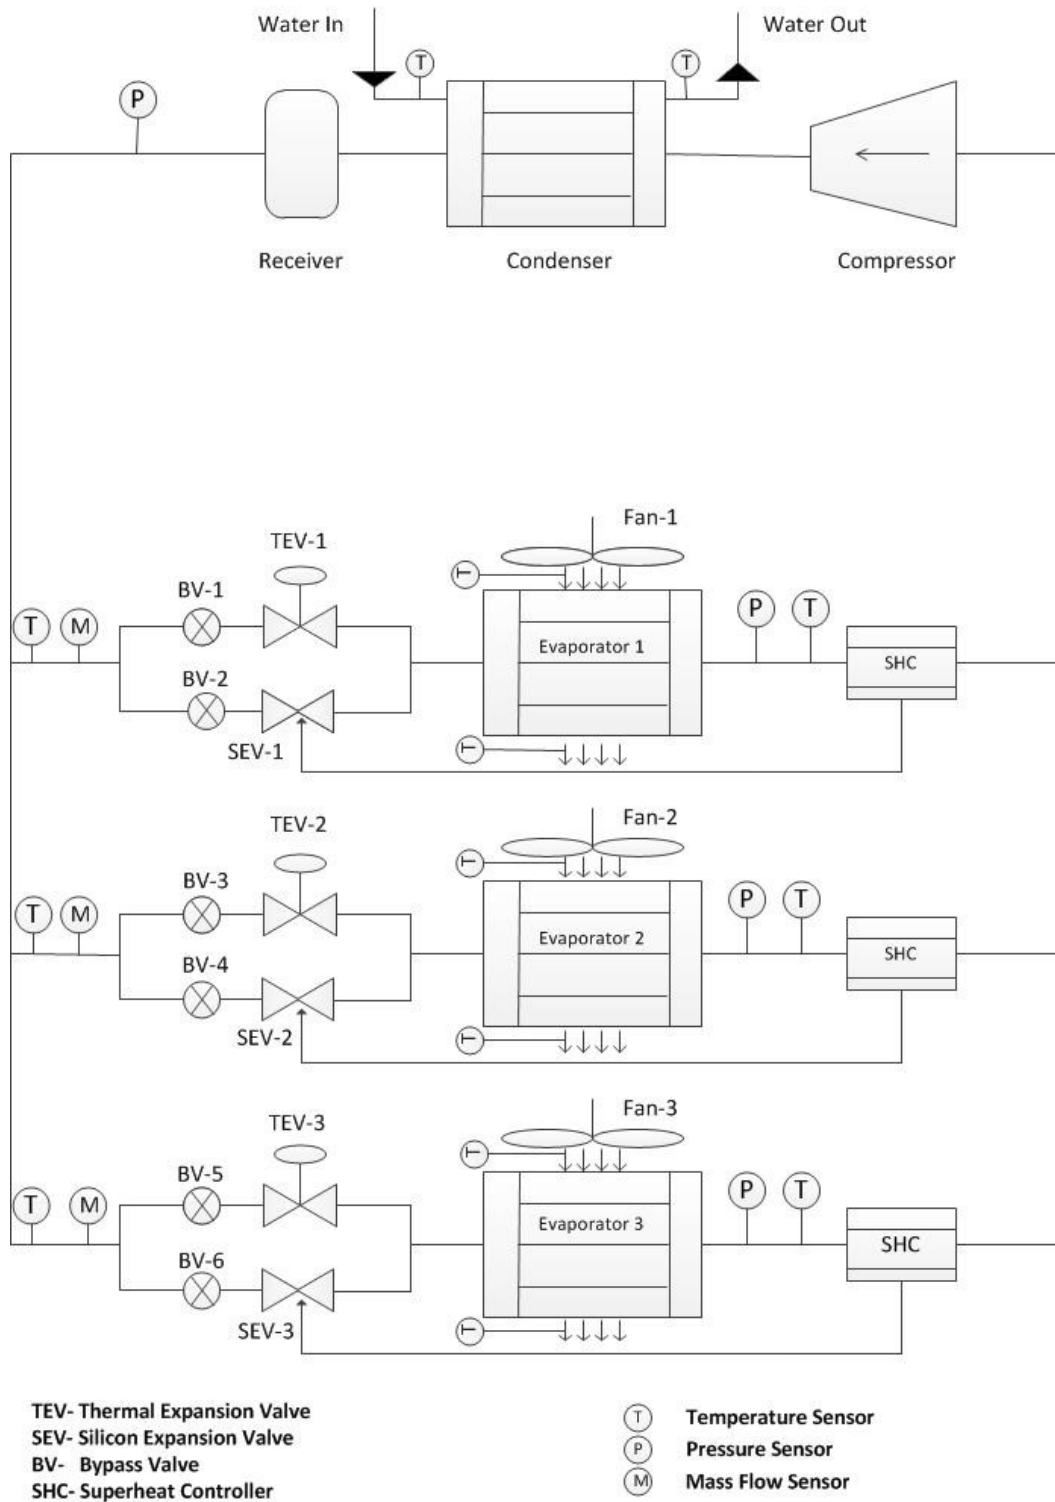 Water In
Water Out
T
T
P
Receiver
Condenser
Compressor
Fan-1
TEV-1
T
BV-1
T
M
P
T
Evaporator 1
SHC
BV-2
SEV-1
T
Fan-2
TEV-2
T
BV-3
T
M
P
T
Evaporator 2
SHC
BV-4
SEV-2
T
Fan-3
TEV-3
T
BV-5
T
M
P
T
Evaporator 3
SHC
BV-6
SEV-3
T
TEV- Thermal Expansion Valve
SEV- Silicon Expansion Valve
BV- Bypass Valve
SHC- Superheat Controller
T Temperature Sensor
P Pressure Sensor
M Mass Flow Sensor